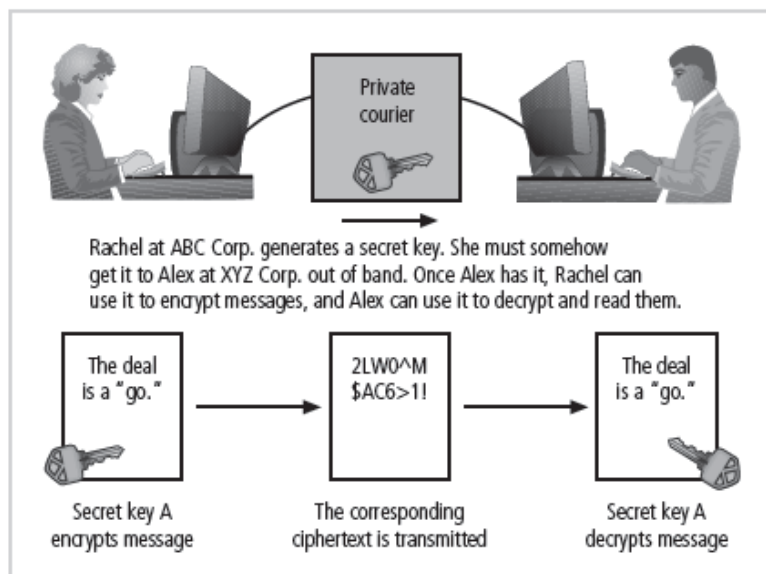 Private
courier
Rachel at ABC Corp. generates a secret key. She must somehow
get it to Alex at XYZ Corp. out of band. Once Alex has it, Rachel can
use it to encrypt messages, and Alex can use it to decrypt and read them.
The deal
is a "go."
2LW0^M
$AC6>1!
The deal
is a "go."
Secret key A
encrypts message
The corresponding
ciphertext is transmitted
Secret key A
decrypts message